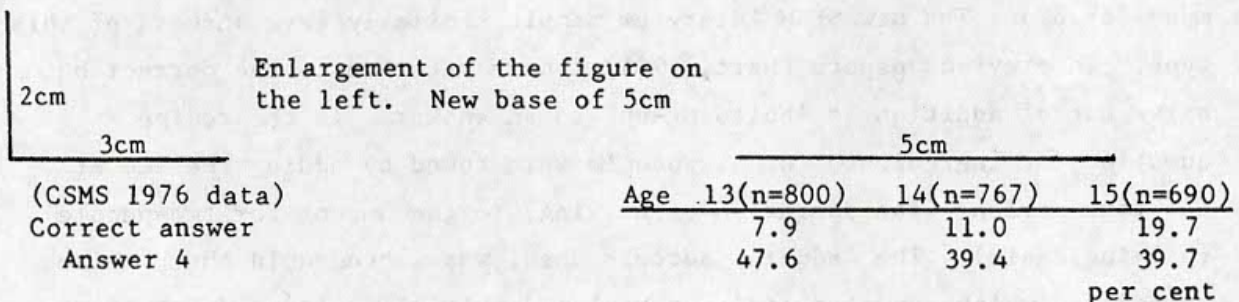 Enlargement of the figure on
2cm the left. New base of 5cm
3cm 5cm
(CSMS 1976 data) Age 13(n=800) 14(n=767) 15(n=690)
Correct answer 7.9 11.0 19.7
Answer 4 47.6 39.4 39.7
per cent